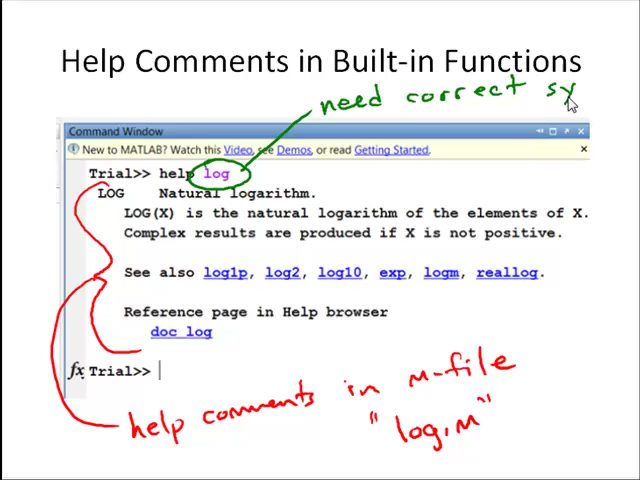 Help Comments in Built-in Functions
need correct sy
Command Window
New to MATLAB? Watch this Video, see Demos, or read Getting Started.
Trial>> help log
LOG Natural logarithm.
LOG(X) is the natural logarithm of the elements of X.
Complex results are produced if X is not positive.
See also log1p, log2, log10, exp, logm, reallog.
Reference page in Help browser
doc log
fx Trial>>
help comments in m-file
"log.m"